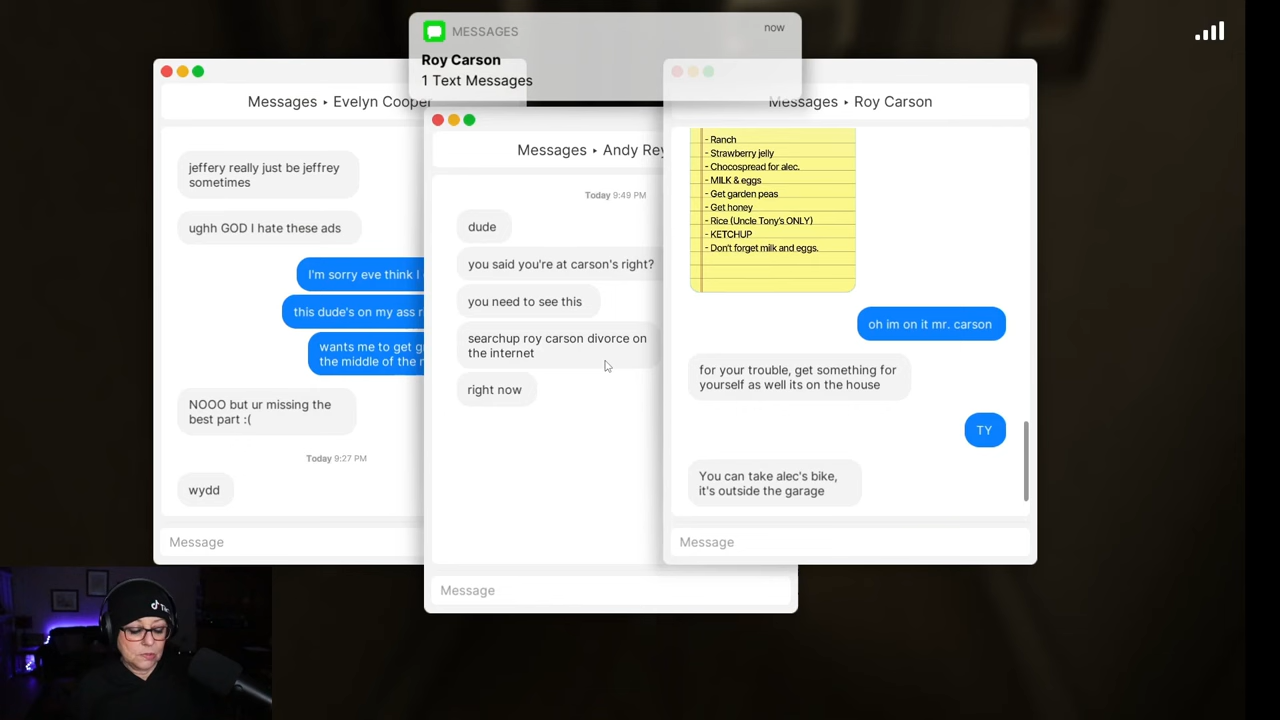 MESSAGES
now
Roy Carson
1 Text Messages
Messages ‣ Evelyn Cooper
jeffery really just be jeffrey
sometimes
ughh GOD I hate these ads
I'm sorry eve think I
this dude's on my ass
wants me to get
the middle of the
NOOO but ur missing the
best part :(
Today 9:27 PM
wydd
Message
Messages ‣ Andy
Today 9:49 PM
dude
you said you're at carson's right?
you need to see this
searchup roy carson divorce on
the internet
right now
Message
Messages ‣ Roy Carson
- Ranch
- Strawberry jelly
- Chocospread for alec.
- MILK & eggs
- Get garden peas
- Get honey
- Rice (Uncle Tony's ONLY)
- KETCHUP
- Don't forget milk and eggs.
oh im on it mr. carson
for your trouble, get something for
yourself as well its on the house
TY
You can take alec's bike,
it's outside the garage
Message